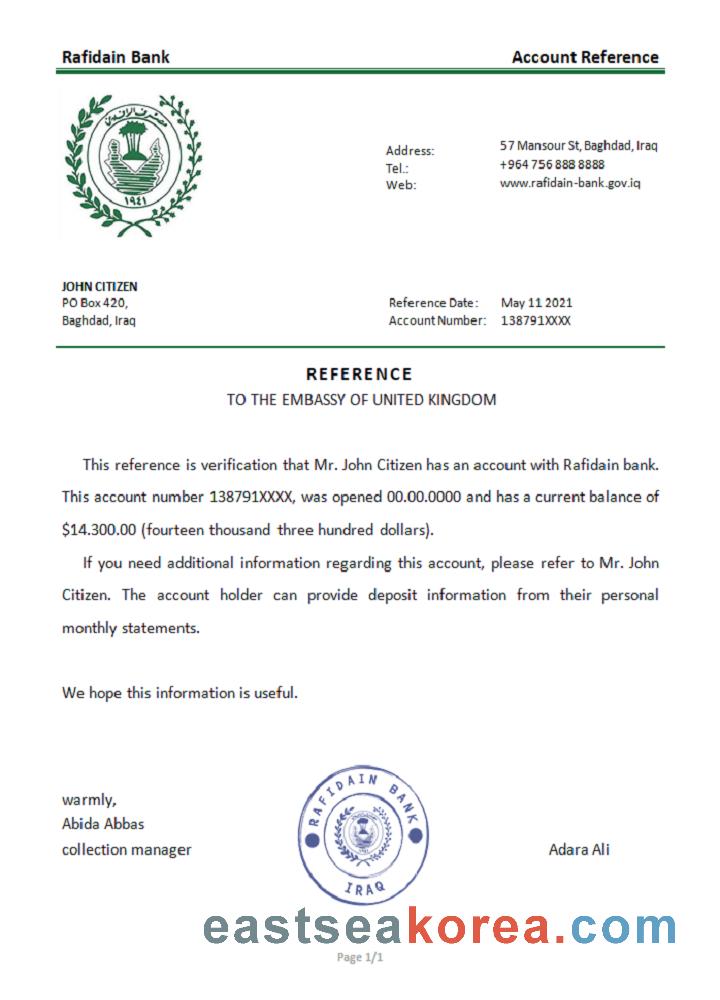 Rafidain Bank
Account Reference
مصرف الرافدين
١٩٤١
Address: 57 Mansour St, Baghdad, Iraq
Tel.: +964 756 888 8888
Web: www.rafidain-bank.gov.iq
JOHN CITIZEN
PO Box 420,
Baghdad, Iraq
Reference Date: May 11 2021
Account Number: 138791XXXX
REFERENCE
TO THE EMBASSY OF UNITED KINGDOM
This reference is verification that Mr. John Citizen has an account with Rafidain bank.
This account number 138791XXXX, was opened 00.00.0000 and has a current balance of
$14.300.00 (fourteen thousand three hundred dollars).
If you need additional information regarding this account, please refer to Mr. John
Citizen. The account holder can provide deposit information from their personal
monthly statements.
We hope this information is useful.
warmly,
Abida Abbas
collection manager
RAFIDAIN BANK
IRAQ
Adara Ali
eastseakorea.com
Page 1/1